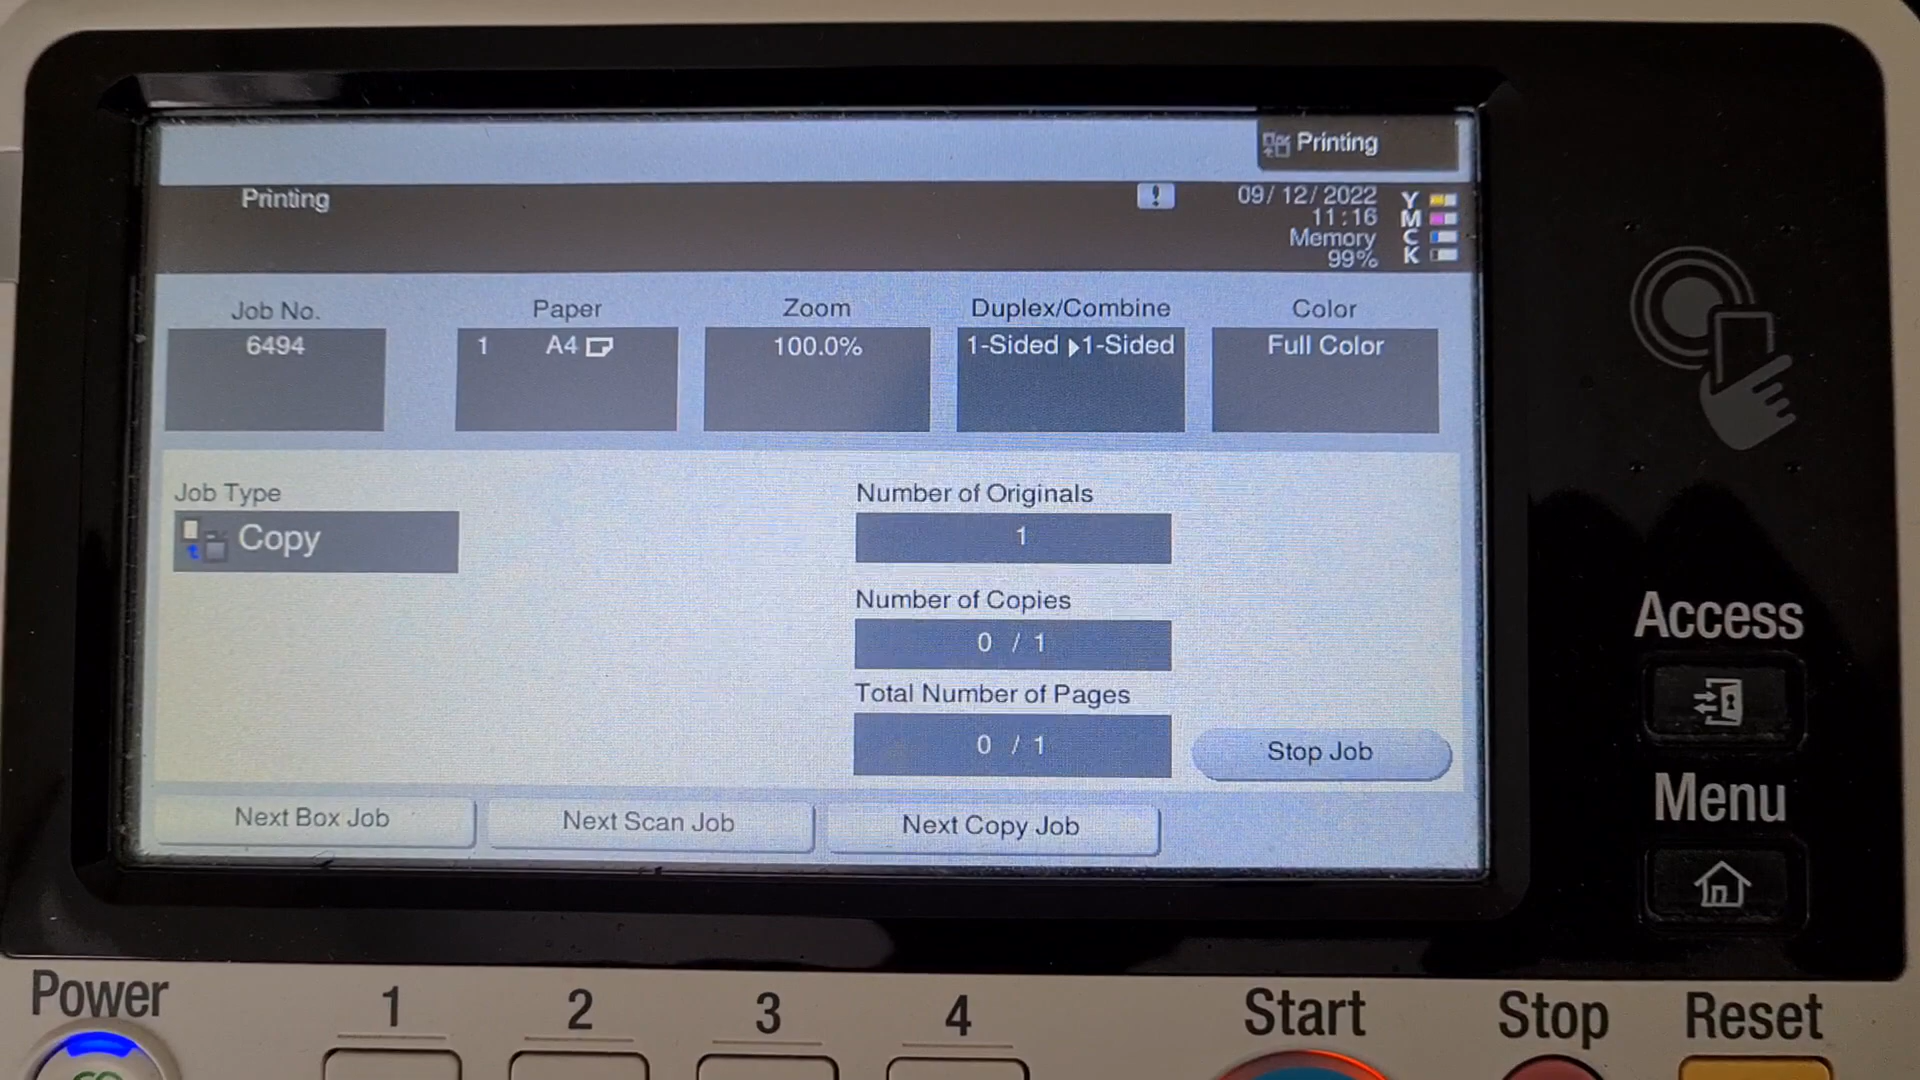 Printing
Printing
!
09/12/2022
11:16
Memory
99%
Y
M
C
K
Job No.
6494
Paper
1 A4
Zoom
100.0%
Duplex/Combine
1-Sided ▶1-Sided
Color
Full Color
Job Type
Copy
Number of Originals
1
Number of Copies
0 / 1
Total Number of Pages
0 / 1
Stop Job
Next Box Job
Next Scan Job
Next Copy Job
Access
Menu
Power
1
2
3
4
Start
Stop
Reset